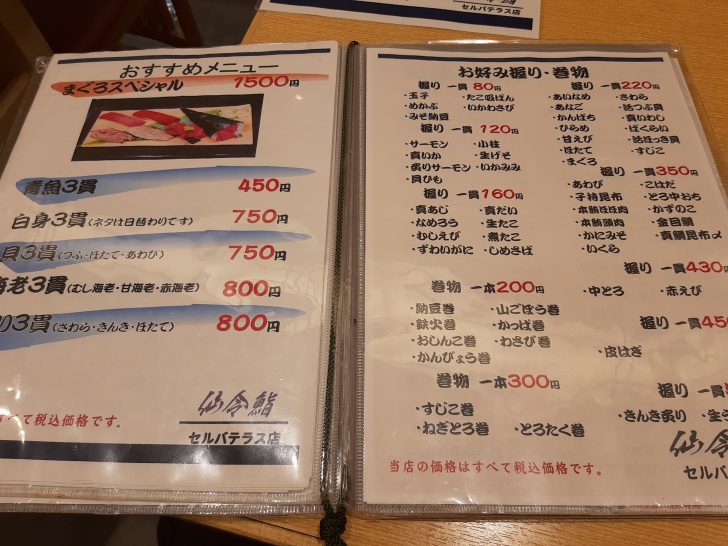 セルバテラス店
おすすめメニュー
まぐろスペシャル 1500円
青魚3貫 450円
白身3貫(ネタは日替わりです) 750円
貝3貫(つぶ・ほたて・あわび) 750円
老3貫(むし海老・甘海老・赤海老) 800円
り3貫(さわら・きんき・ほたて) 800円
仙令鮨
セルバテラス店
て税込価格です。
お好み握り・巻物
握り 一貫 80円
・玉子 ・たこ唐ばん
・めかぶ ・いかわさび
・みそ納豆
握り 一貫 120円
・サーモン ・小柱
・真いか ・生げそ
・炙りサーモン ・いかみみ
・貝ひも
握り 一貫 160円
・真あじ ・真だい
・なめろう ・生たこ
・むしえび ・煮たこ
・ずわいがに ・しめさば
巻物 一本 200円
・納豆巻 ・山ごぼう巻
・鉄火巻 ・かっぱ巻
・おしんこ巻 ・わさび巻
・かんぴょう巻
巻物 一本 300円
・すじこ巻
・ねぎとろ巻 ・とろたく巻
握り 一貫 220円
・あいなめ ・さわら
・あなご ・活つぶ貝
・かんぱち ・真いわし
・ひらめ ・ばくらい
・甘えび ・活ほっき貝
・ほたて ・すじこ
・まぐろ
握り 一貫 350円
・あわび ・こはだ
・子持昆布 ・とろ中おち
・本鮪ほほ肉 ・かずのこ
・本鮪頭肉 ・金目鯛
・かにみそ ・真鯛昆布〆
・いくら
握り 一貫 430円
・中とろ ・赤えび
握り 一貫 450
・皮はぎ
握り 一貫
・きんき炙り
当店の価格はすべて税込価格です。
仙令
セルバテ